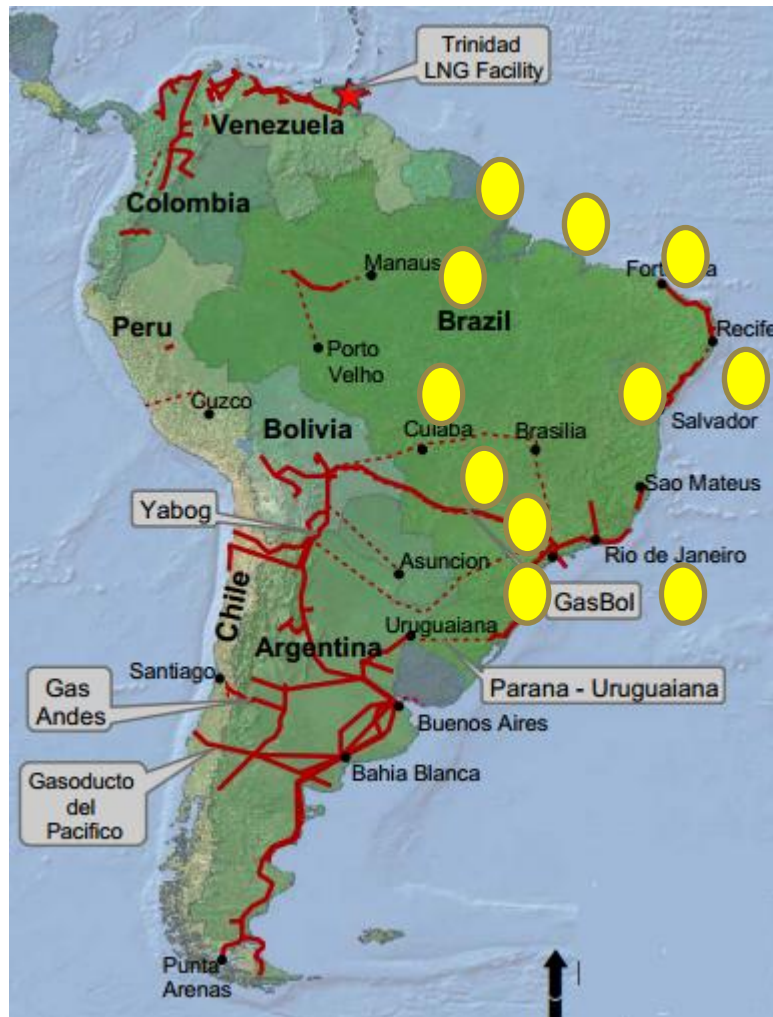 Trinidad
LNG Facility
Venezuela
Colombia
Manaus
Brazil
Recife
Peru
Porto
Velho
Cuzco
Salvador
Bolivia
Cuiaba
Brasilia
Sao Mateus
Yabog
Asuncion
Rio de Janeiro
GasBol
Chile
Uruguaiana
Argentina
Santiago
Parana - Uruguaiana
Gas
Andes
Buenos Aires
Bahia Blanca
Gasoducto
del
Pacifico
Punta
Arenas